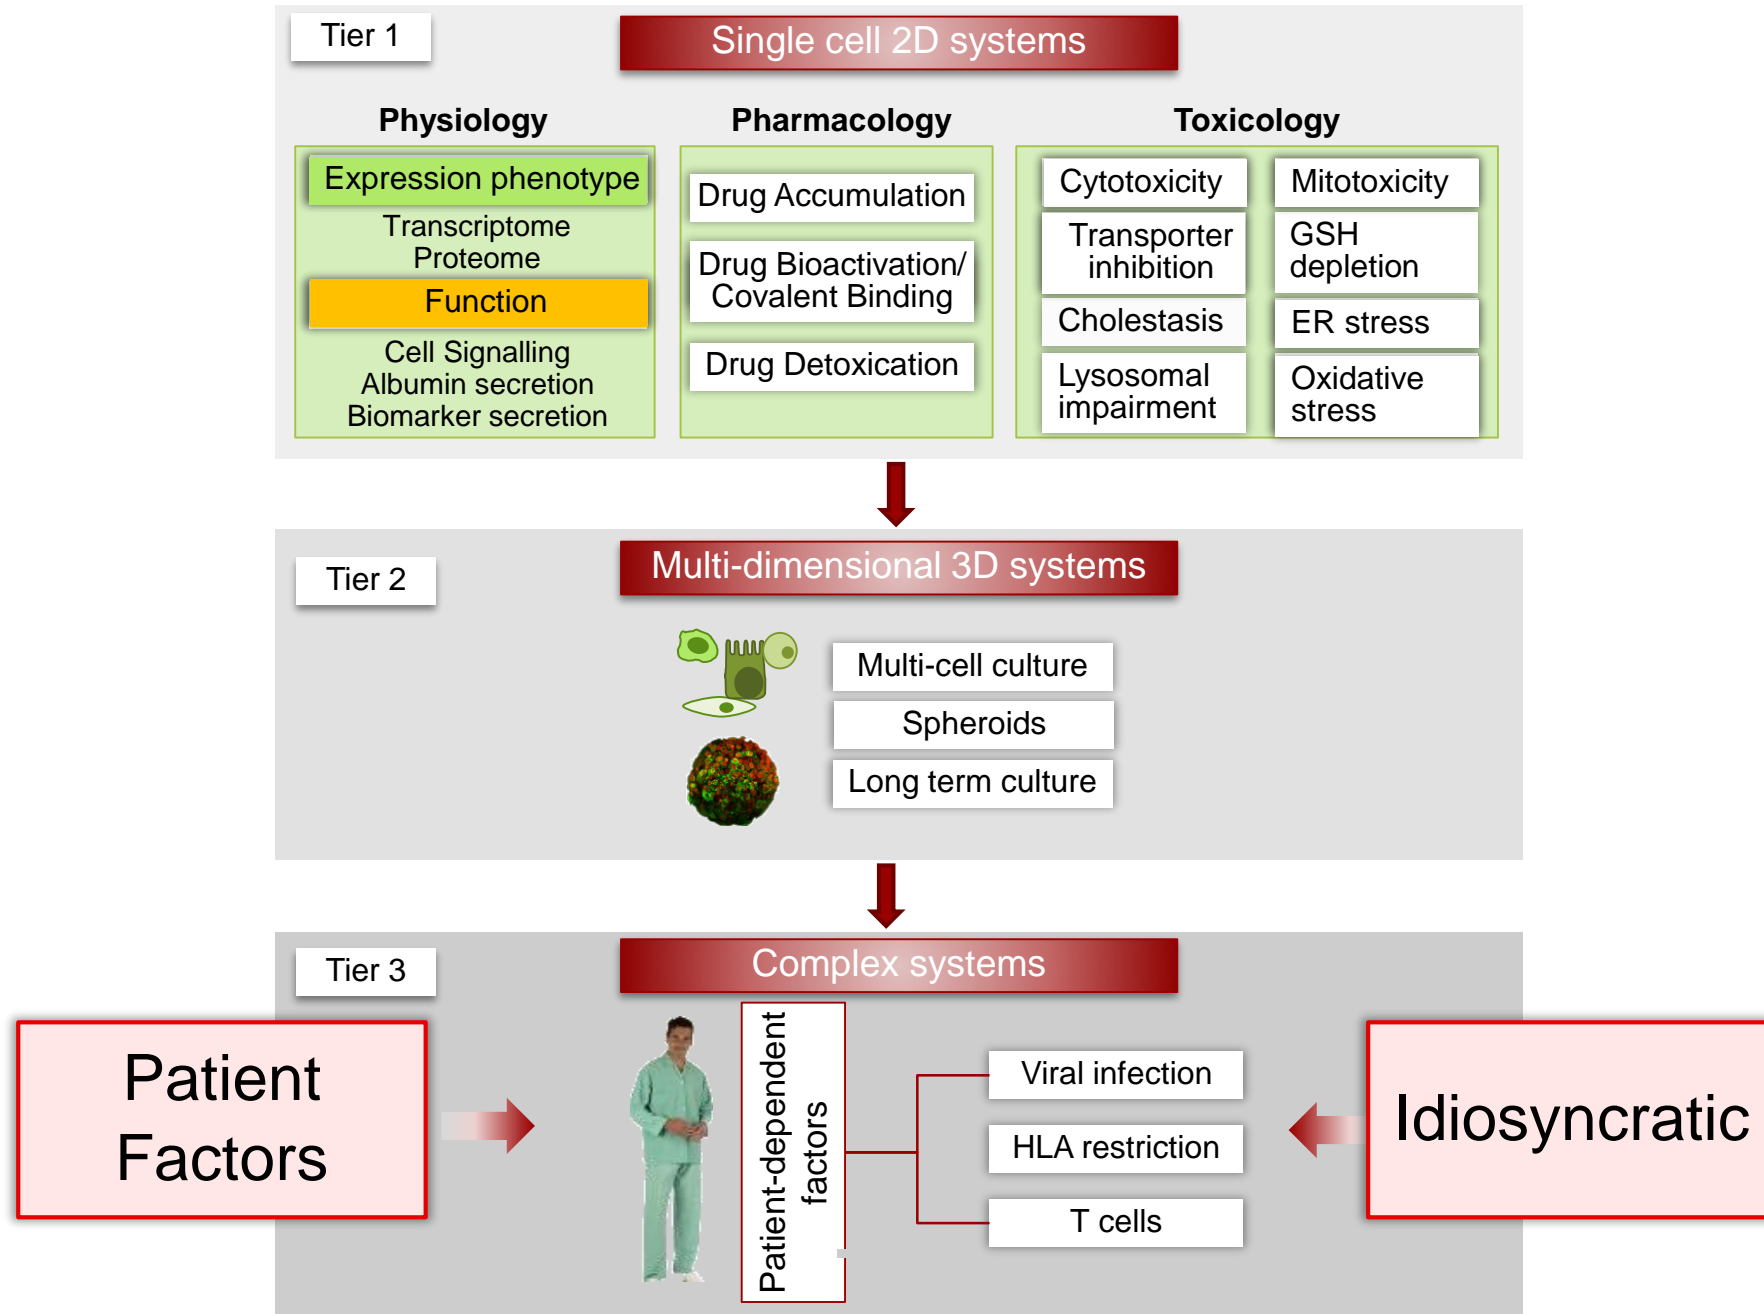 Tier 1
Single cell 2D systems
Physiology
Expression phenotype
Transcriptome
Proteome
Function
Cell Signalling
Albumin secretion
Biomarker secretion
Pharmacology
Drug Accumulation
Drug Bioactivation/
Covalent Binding
Drug Detoxication
Toxicology
Cytotoxicity
Transporter
inhibition
Cholestasis
Lysosomal
impairment
Mitotoxicity
GSH
depletion
ER stress
Oxidative
stress
Tier 2
Multi-dimensional 3D systems
Multi-cell culture
Spheroids
Long term culture
Tier 3
Complex systems
Patient
Factors
Patient-dependent
factors
Viral infection
HLA restriction
T cells
Idiosyncratic